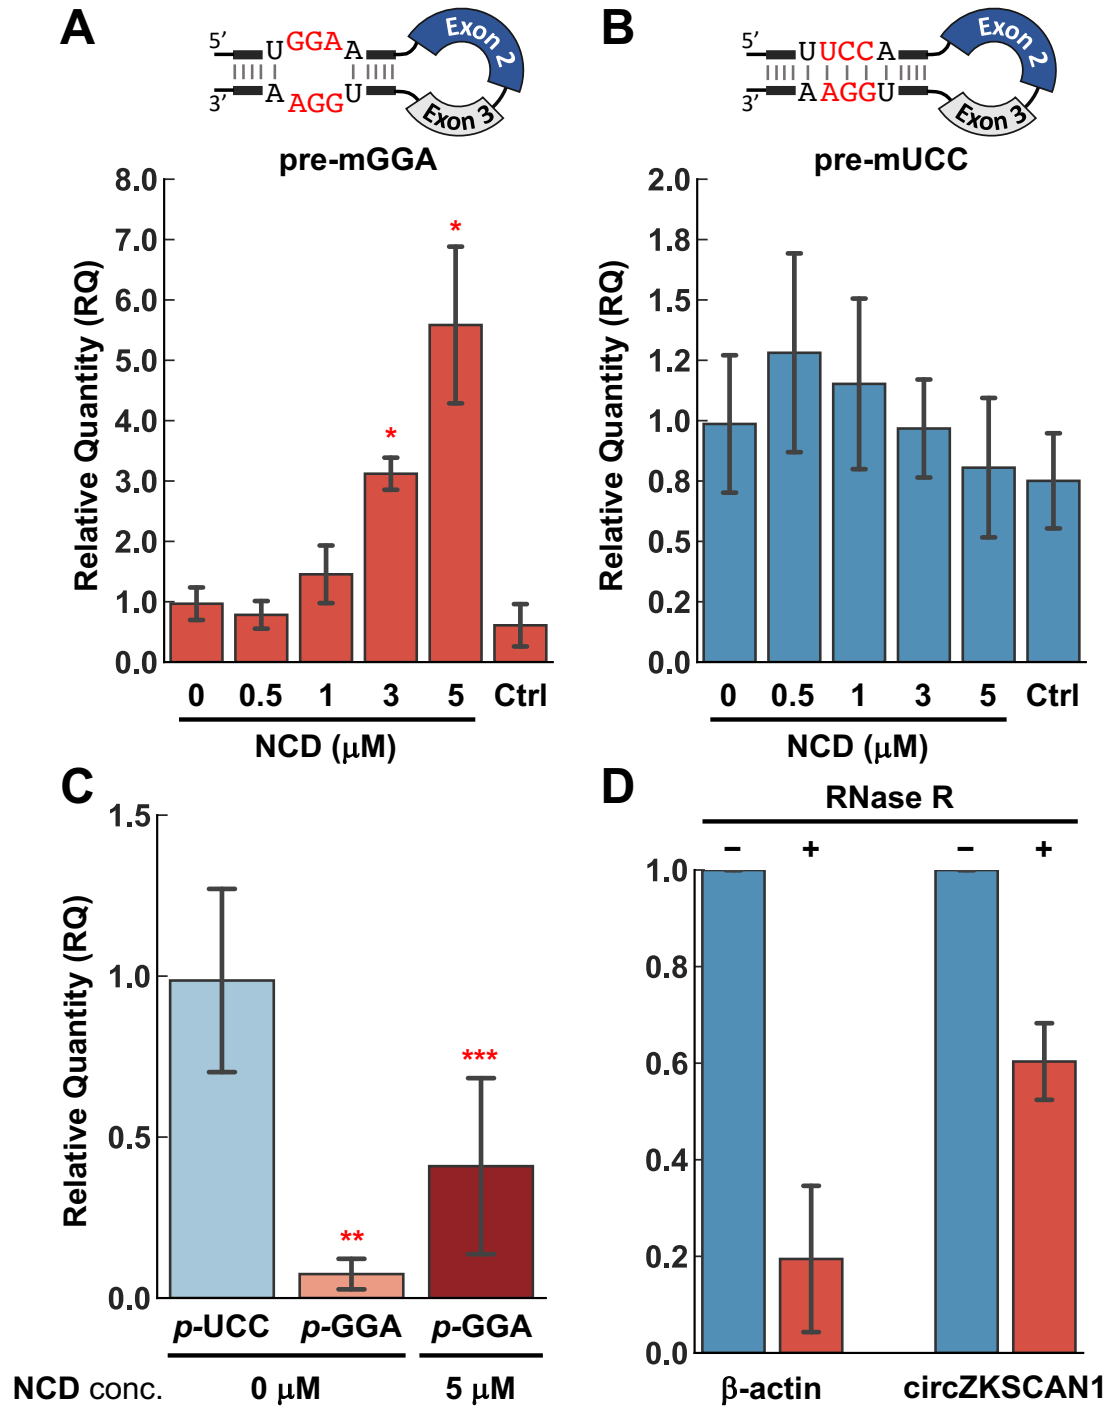 A
5′ U GGA A Exon 2
3′ A AGG U Exon 3
pre-mGGA
Relative Quantity (RQ)
8.0
7.0
6.0
5.0
4.0
3.0
2.0
1.0
0.0
*
*
0 0.5 1 3 5 Ctrl
NCD (μM)
B
5′ U UCC A Exon 2
3′ A AGG U Exon 3
pre-mUCC
Relative Quantity (RQ)
2.0
1.8
1.5
1.2
1.0
0.8
0.5
0.2
0.0
0 0.5 1 3 5 Ctrl
NCD (μM)
C
Relative Quantity (RQ)
1.5
1.0
0.5
0.0
**
***
p-UCC p-GGA p-GGA
NCD conc. 0 μM 5 μM
D
RNase R
− + − +
1.0
0.8
0.6
0.4
0.2
0.0
β-actin circZKSCAN1